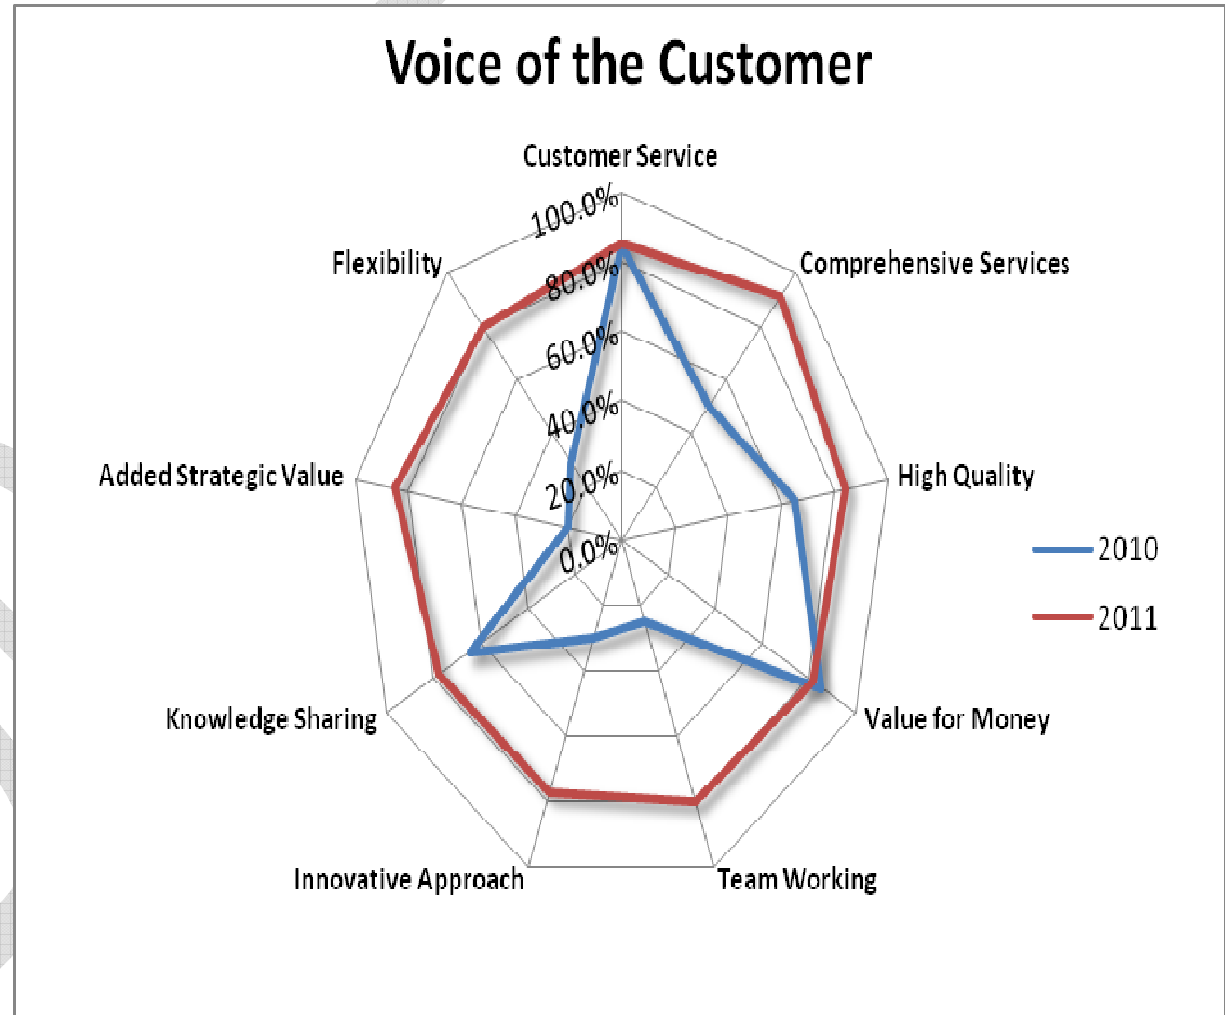 Voice of the Customer
Customer Service
100.0%
80.0%
60.0%
40.0%
20.0%
0.0%
Comprehensive Services
High Quality
Value for Money
Team Working
Innovative Approach
Knowledge Sharing
Added Strategic Value
Flexibility
2010
2011